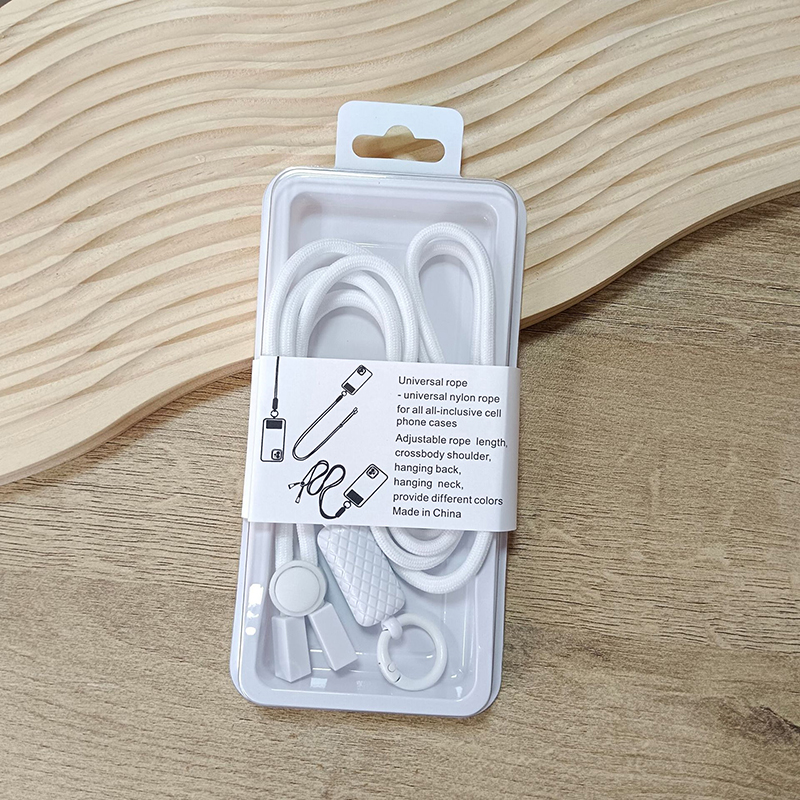 Universal rope
- universal nylon rope
for all all-inclusive cell
phone cases
Adjustable rope length,
crossbody shoulder,
hanging back,
hanging neck,
provide different colors
Made in China